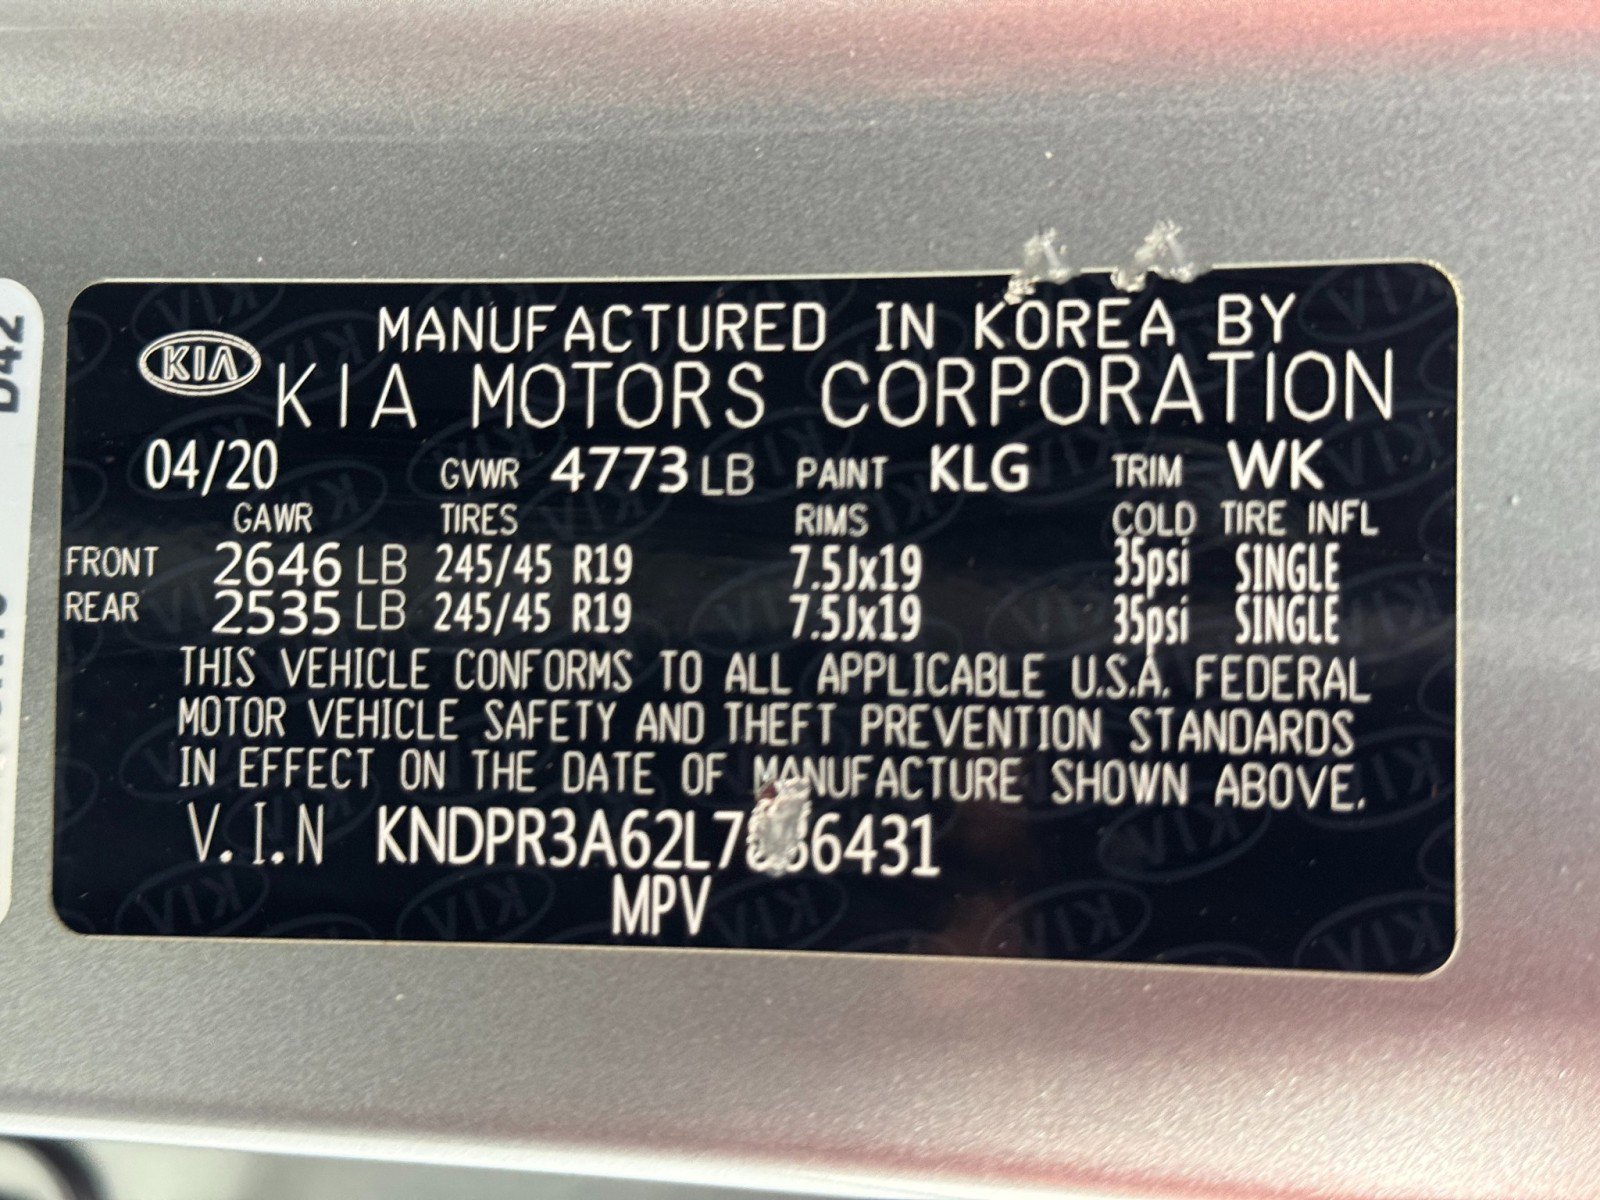 MANUFACTURED IN KOREA BY
KIA KIA MOTORS CORPORATION
04/20 GVWR 4773 LB PAINT KLG TRIM WK
GAWR TIRES RIMS COLD TIRE INFL
FRONT 2646 LB 245/45 R19 7.5Jx19 35psi SINGLE
REAR 2535 LB 245/45 R19 7.5Jx19 35psi SINGLE
THIS VEHICLE CONFORMS TO ALL APPLICABLE U.S.A. FEDERAL
MOTOR VEHICLE SAFETY AND THEFT PREVENTION STANDARDS
IN EFFECT ON THE DATE OF MANUFACTURE SHOWN ABOVE.
V.I.N
MPV
D42